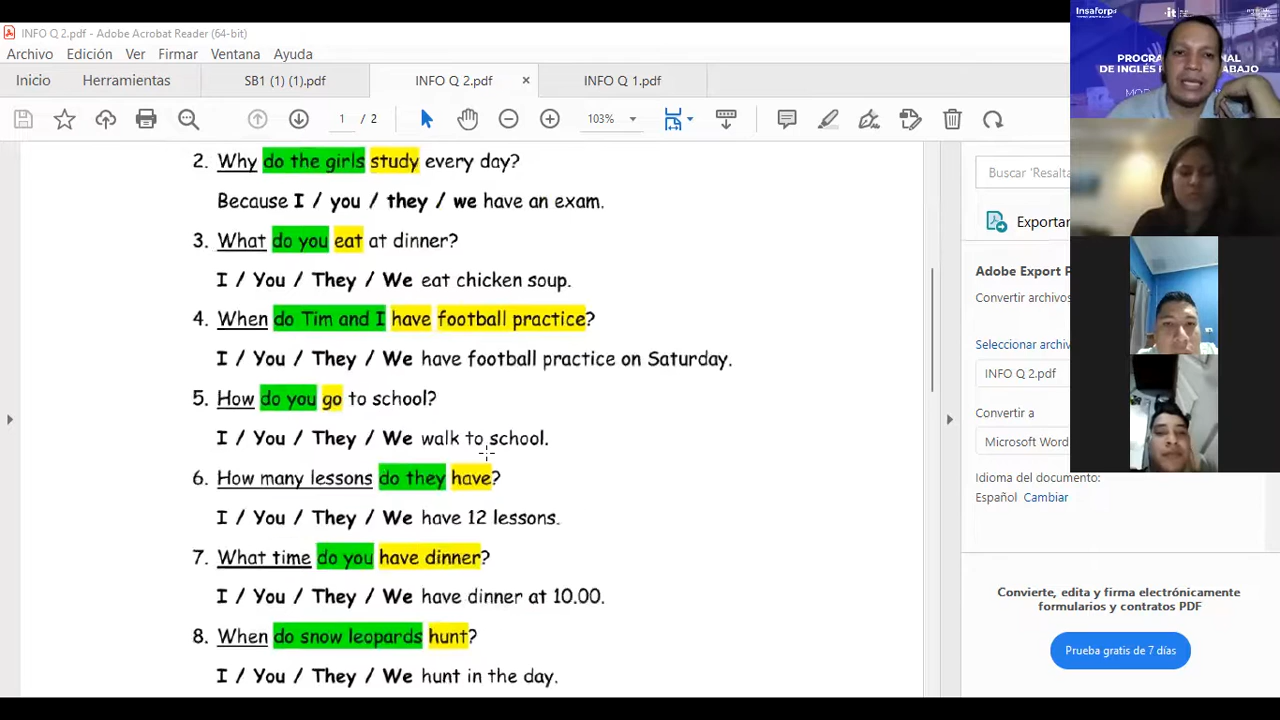 INFO Q 2.pdf - Adobe Acrobat Reader (64-bit)
Archivo Edición Ver Firmar Ventana Ayuda
Inicio Herramientas SB1 (1) (1).pdf INFO Q 2.pdf × INFO Q 1.pdf
1 / 2 103%
2. Why do the girls study every day?
Because I / you / they / we have an exam.
3. What do you eat at dinner?
I / You / They / We eat chicken soup.
4. When do Tim and I have football practice?
I / You / They / We have football practice on Saturday.
5. How do you go to school?
I / You / They / We walk to school.
6. How many lessons do they have?
I / You / They / We have 12 lessons.
7. What time do you have dinner?
I / You / They / We have dinner at 10.00.
8. When do snow leopards hunt?
I / You / They / We hunt in the day.
Buscar 'Resalta
Exportar
Adobe Export P
Convertir archivos
Seleccionar archiv
INFO Q 2.pdf
Convertir a
Microsoft Word
Idioma del documento:
Español Cambiar
Convierte, edita y firma electrónicamente
formularios y contratos PDF
Prueba gratis de 7 días
Insaforp
it
PROG
AL
DE INGLÉS
BAJO